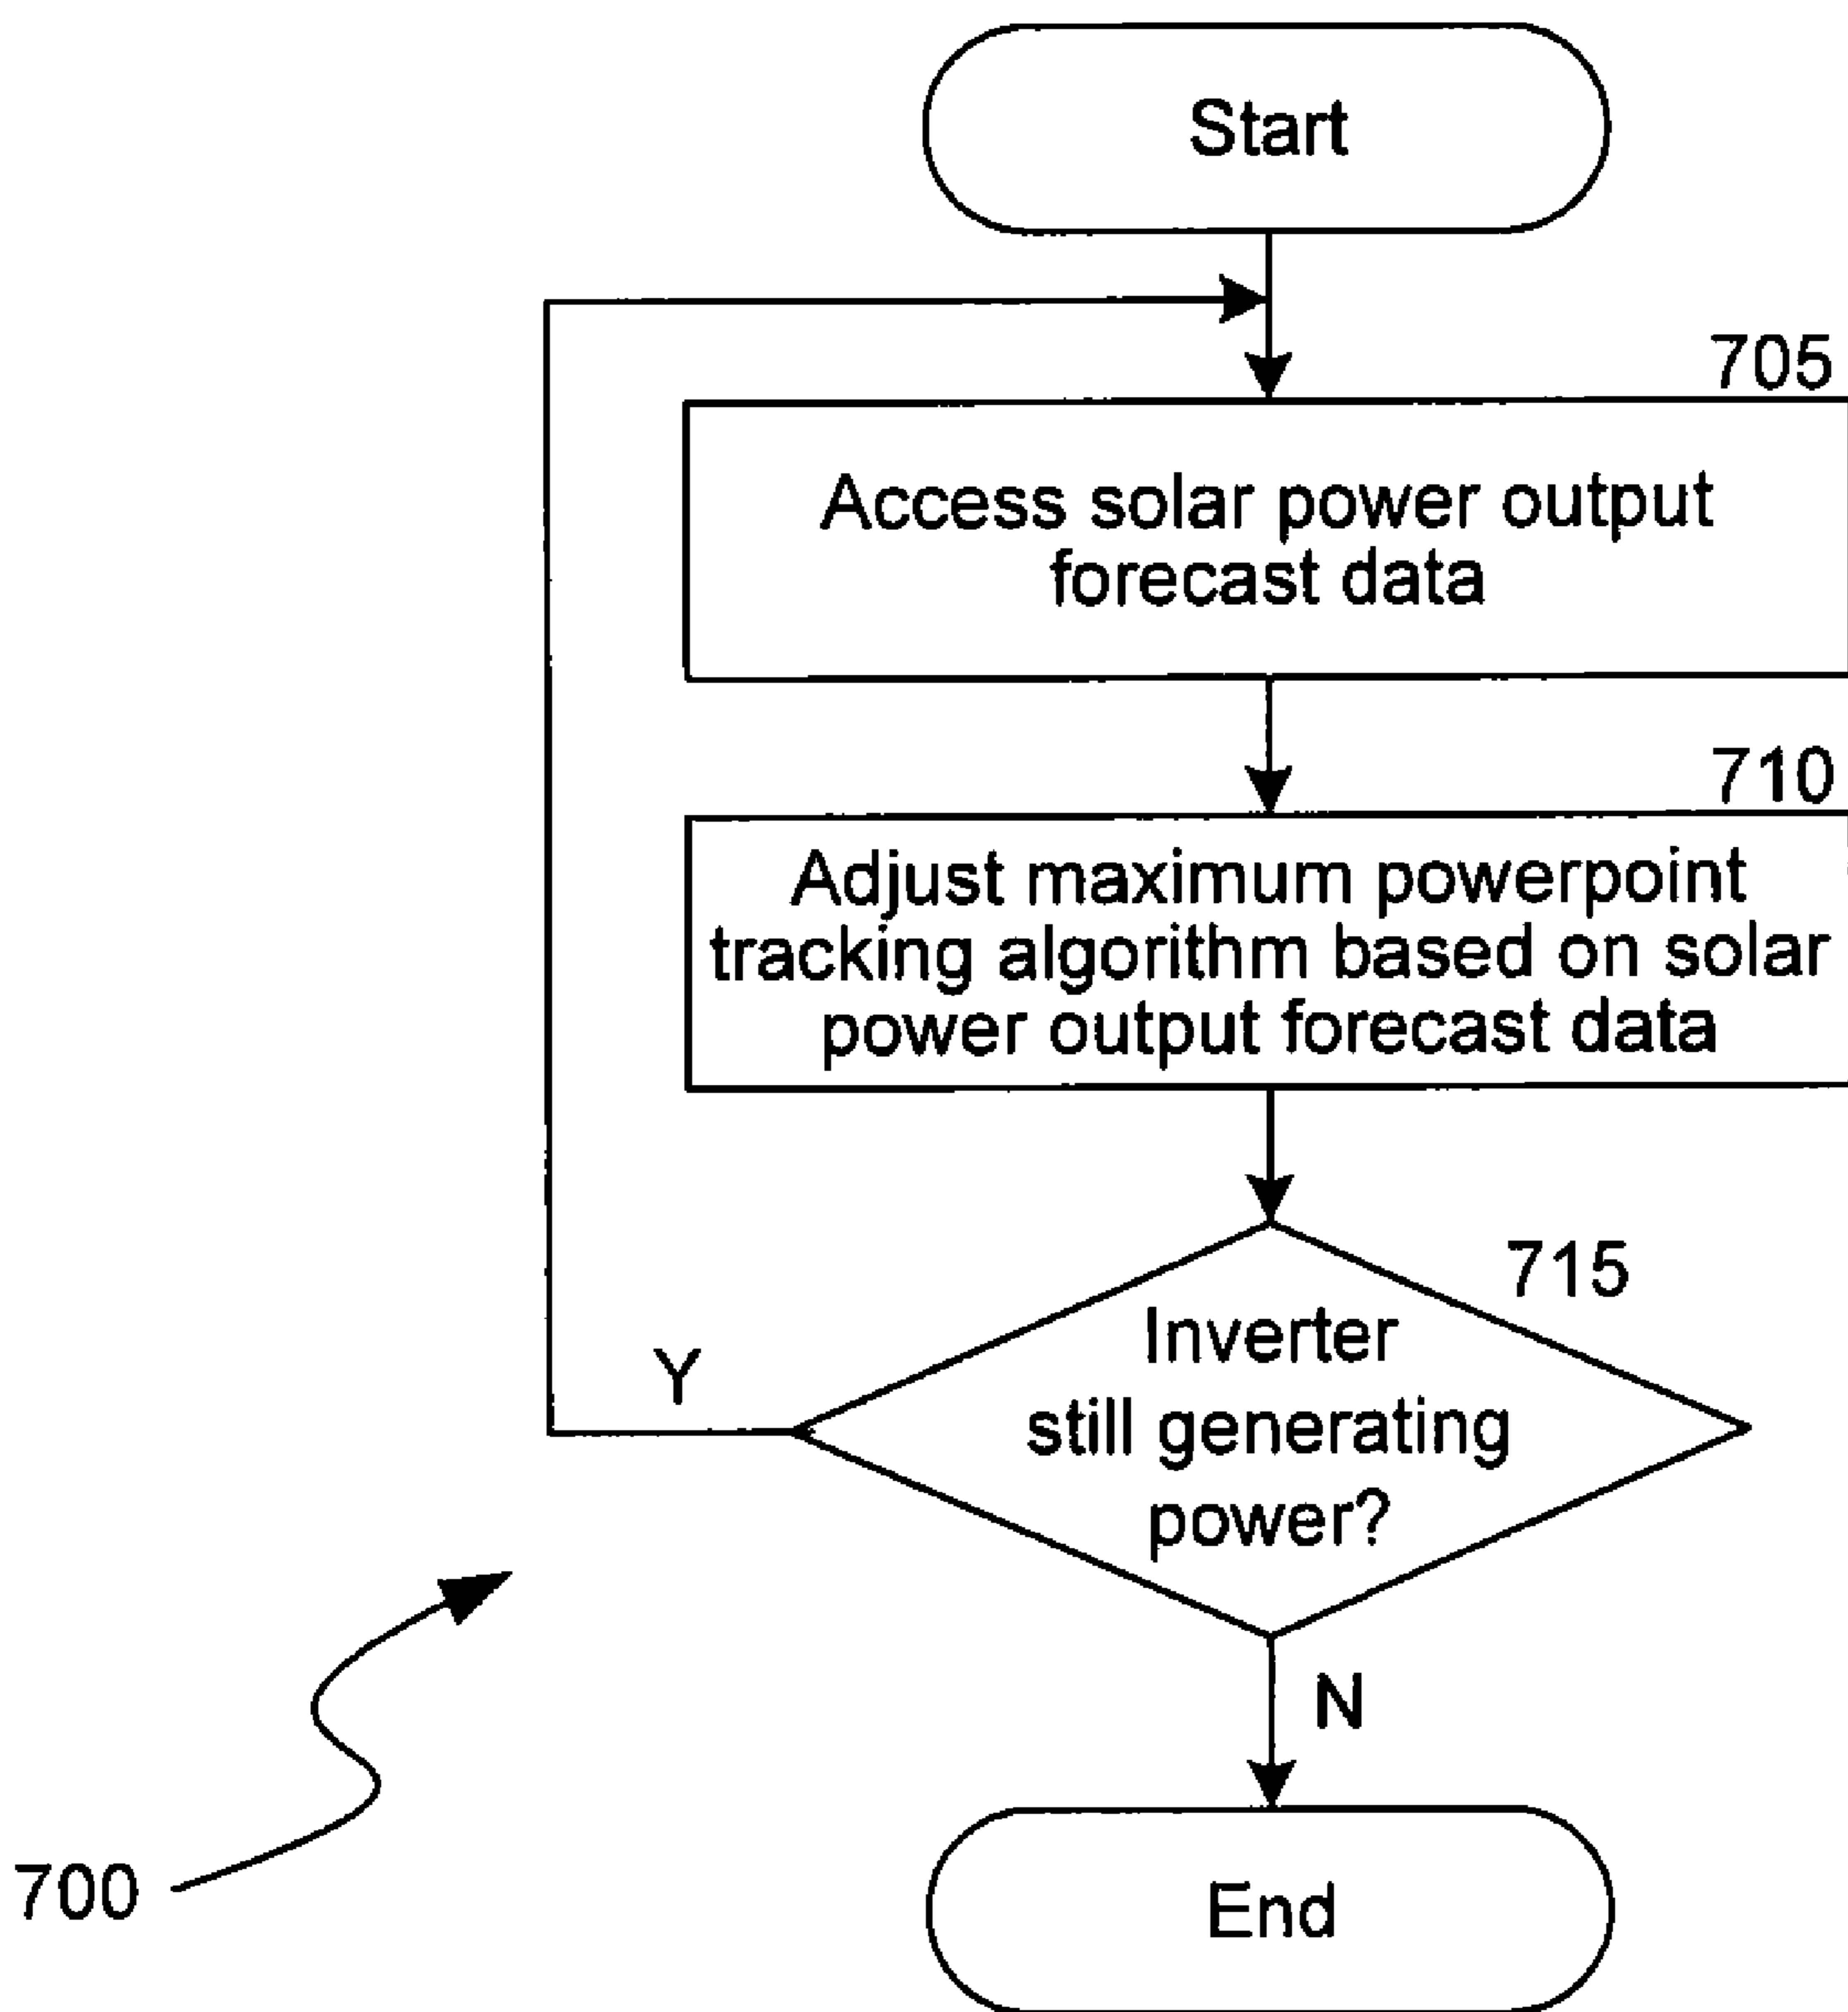 Start
705
Access solar power output
forecast data
710
Adjust maximum powerpoint
tracking algorithm based on solar
power output forecast data
715
Inverter
still generating
power?
Y
N
700
End